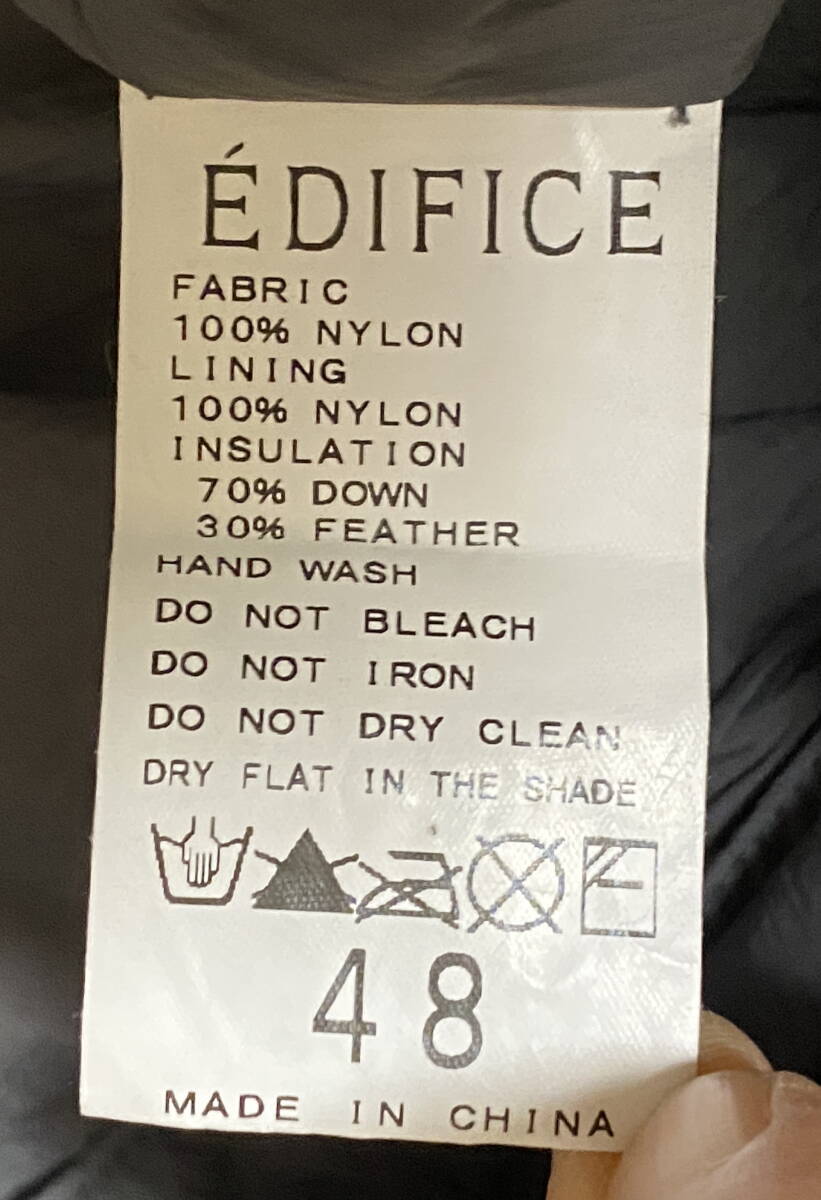 ÉDIFICE
FABRIC
100% NYLON
LINING
100% NYLON
INSULATION
70% DOWN
30% FEATHER
HAND WASH
DO NOT BLEACH
DO NOT IRON
DO NOT DRY CLEAN
DRY FLAT IN THE SHADE
48
MADE IN CHINA